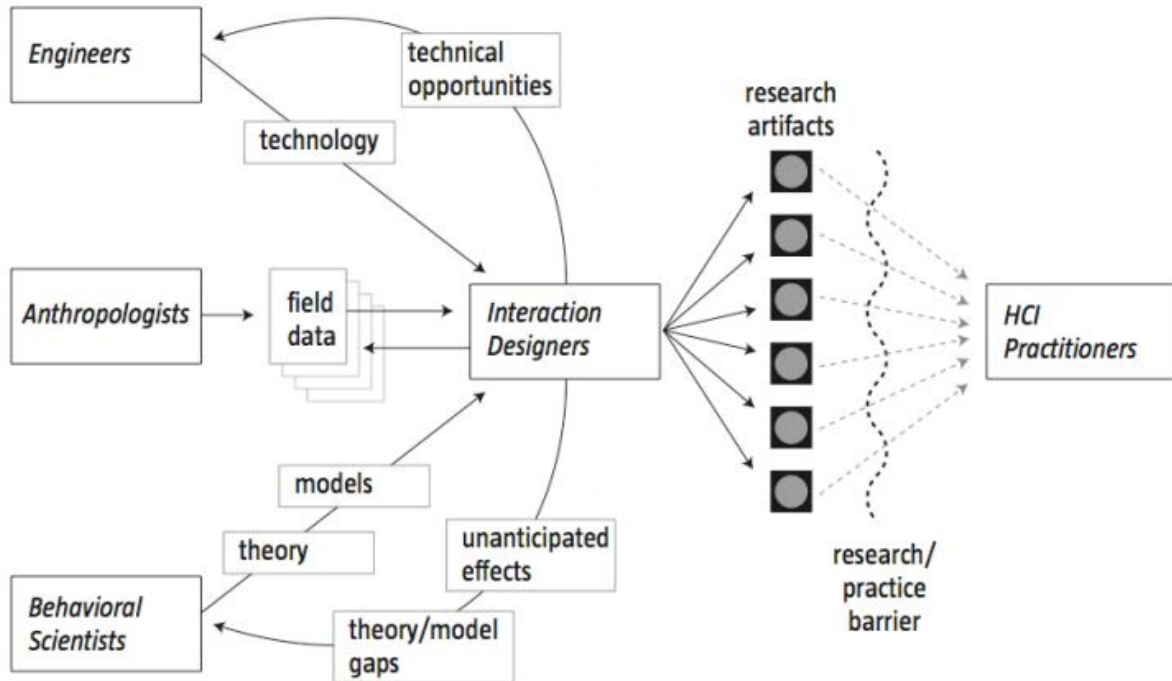 Engineers
technical
opportunities
technology
research
artifacts
Anthropologists
field
data
Interaction
Designers
HCI
Practitioners
models
theory
unanticipated
effects
Behavioral
Scientists
theory/model
gaps
research/
practice
barrier